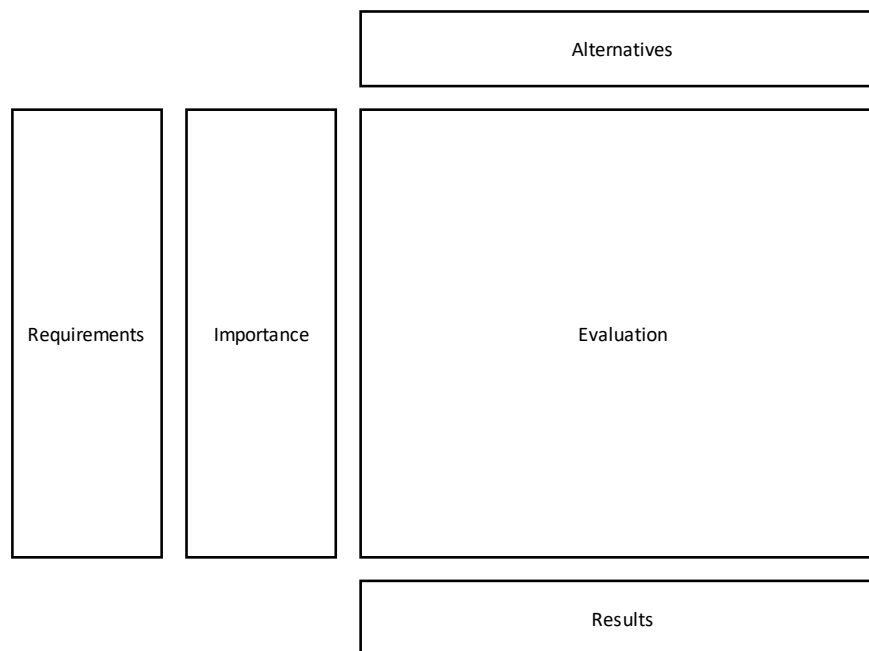 Alternatives
Requirements
Importance
Evaluation
Results